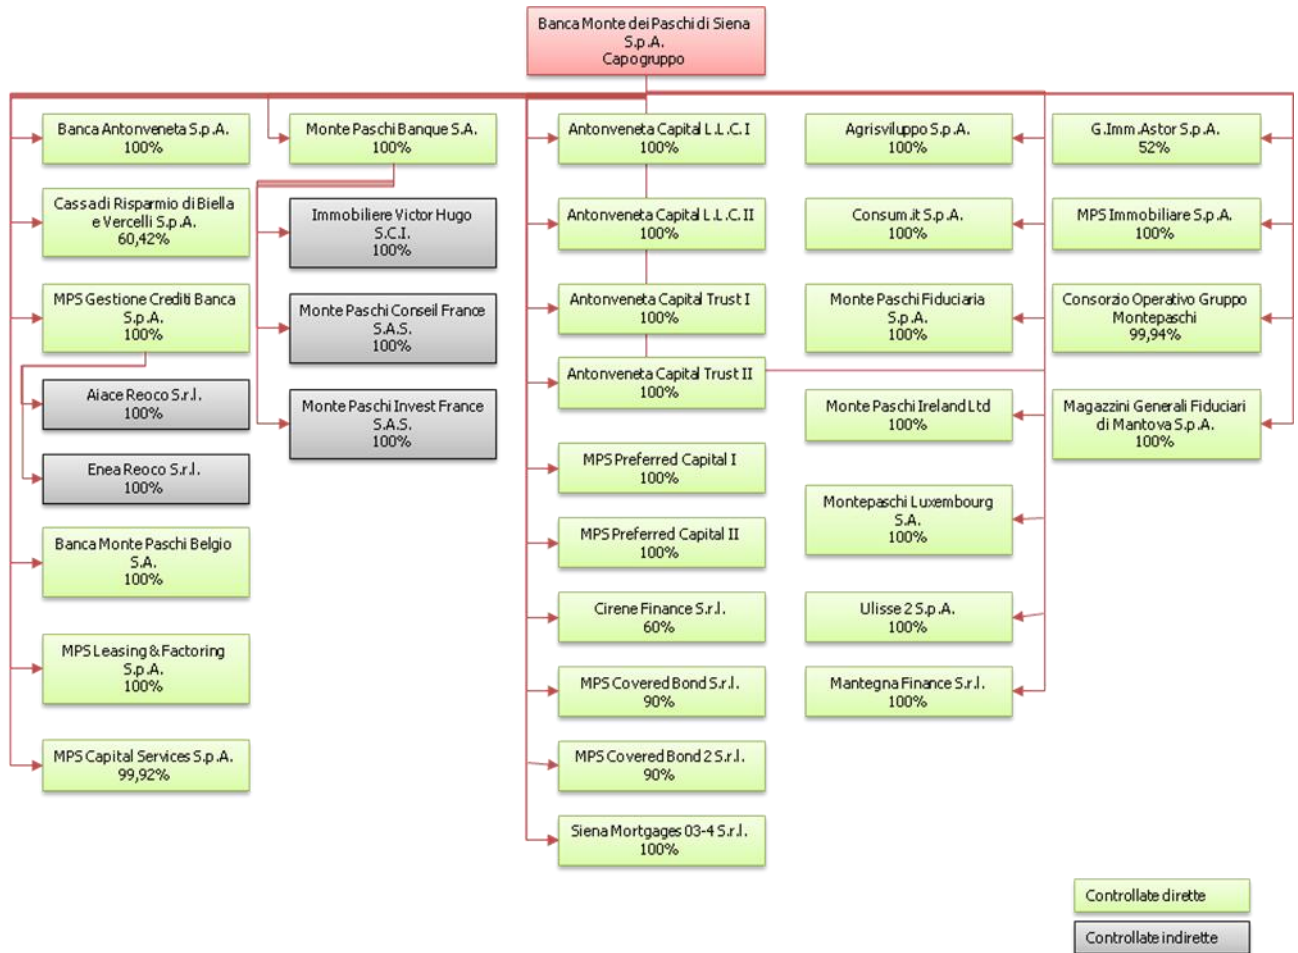 Banca Monte dei Paschi di Siena
S.p.A.
Capogruppo
Banca Antonveneta S.p.A.
100%
Cassa di Risparmio di Biella
e Vercelli S.p.A.
60,42%
MPS Gestione Crediti Banca
S.p.A.
100%
Aiace Reoco S.r.l.
100%
Enea Reoco S.r.l.
100%
Banca Monte Paschi Belgio
S.A.
100%
MPS Leasing & Factoring
S.p.A.
100%
MPS Capital Services S.p.A.
99,92%
Monte Paschi Banque S.A.
100%
Immobiliere Victor Hugo
S.C.I.
100%
Monte Paschi Conseil France
S.A.S.
100%
Monte Paschi Invest France
S.A.S.
100%
Antonveneta Capital L.L.C. I
100%
Antonveneta Capital L.L.C. II
100%
Antonveneta Capital Trust I
100%
Antonveneta Capital Trust II
100%
MPS Preferred Capital I
100%
MPS Preferred Capital II
100%
Cirene Finance S.r.l.
60%
MPS Covered Bond S.r.l.
90%
MPS Covered Bond 2 S.r.l.
90%
Siena Mortgages 03-4 S.r.l.
100%
Agrisviluppo S.p.A.
100%
Consum.it S.p.A.
100%
Monte Paschi Fiduciaria
S.p.A.
100%
Monte Paschi Ireland Ltd
100%
Montepaschi Luxembourg
S.A.
100%
Ulisse 2 S.p.A.
100%
Mantegna Finance S.r.l.
100%
G.Imm.Astor S.p.A.
52%
MPS Immobiliare S.p.A.
100%
Consorzio Operativo Gruppo
Montepaschi
99,94%
Magazzini Generali Fiduciari
di Mantova S.p.A.
100%
Controllate dirette
Controllate indirette